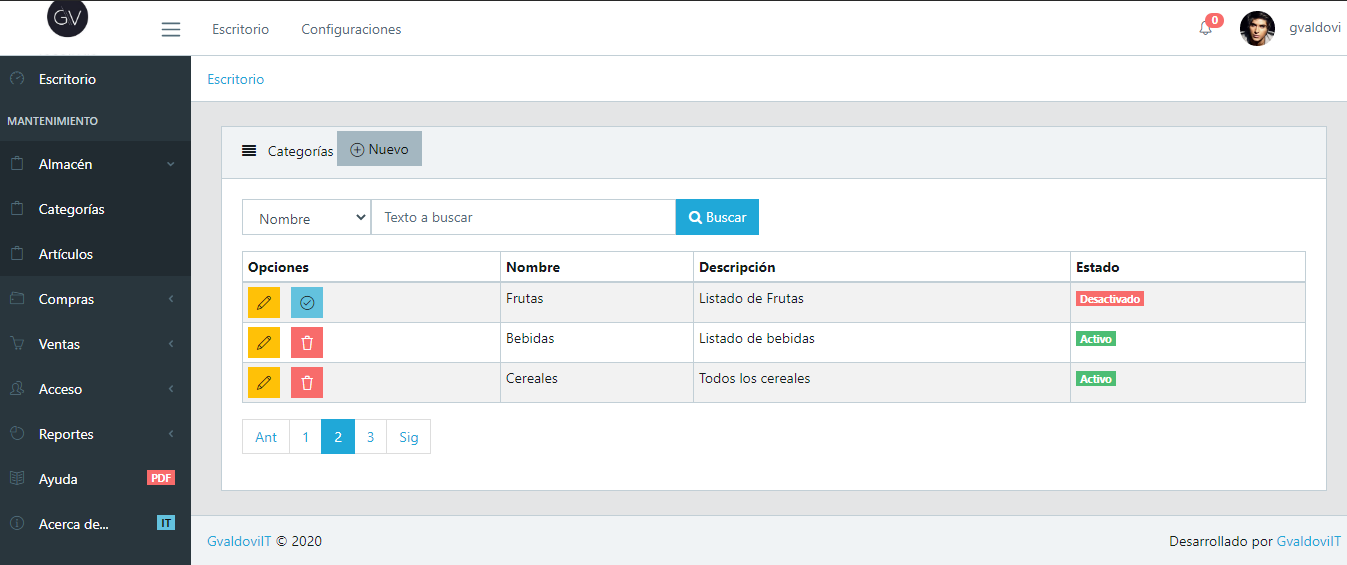 GV
Escritorio Configuraciones 0 gvaldovi
Escritorio
MANTENIMIENTO
Almacén
Categorías
Artículos
Compras
Ventas
Acceso
Reportes
Ayuda PDF
Acerca de... IT
Escritorio
Categorías Nuevo
Nombre Texto a buscar Buscar
Opciones Nombre Descripción Estado
Frutas Listado de Frutas Desactivado
Bebidas Listado de bebidas Activo
Cereales Todos los cereales Activo
Ant 1 2 3 Sig
GvaldoviIT © 2020 Desarrollado por GvaldoviIT